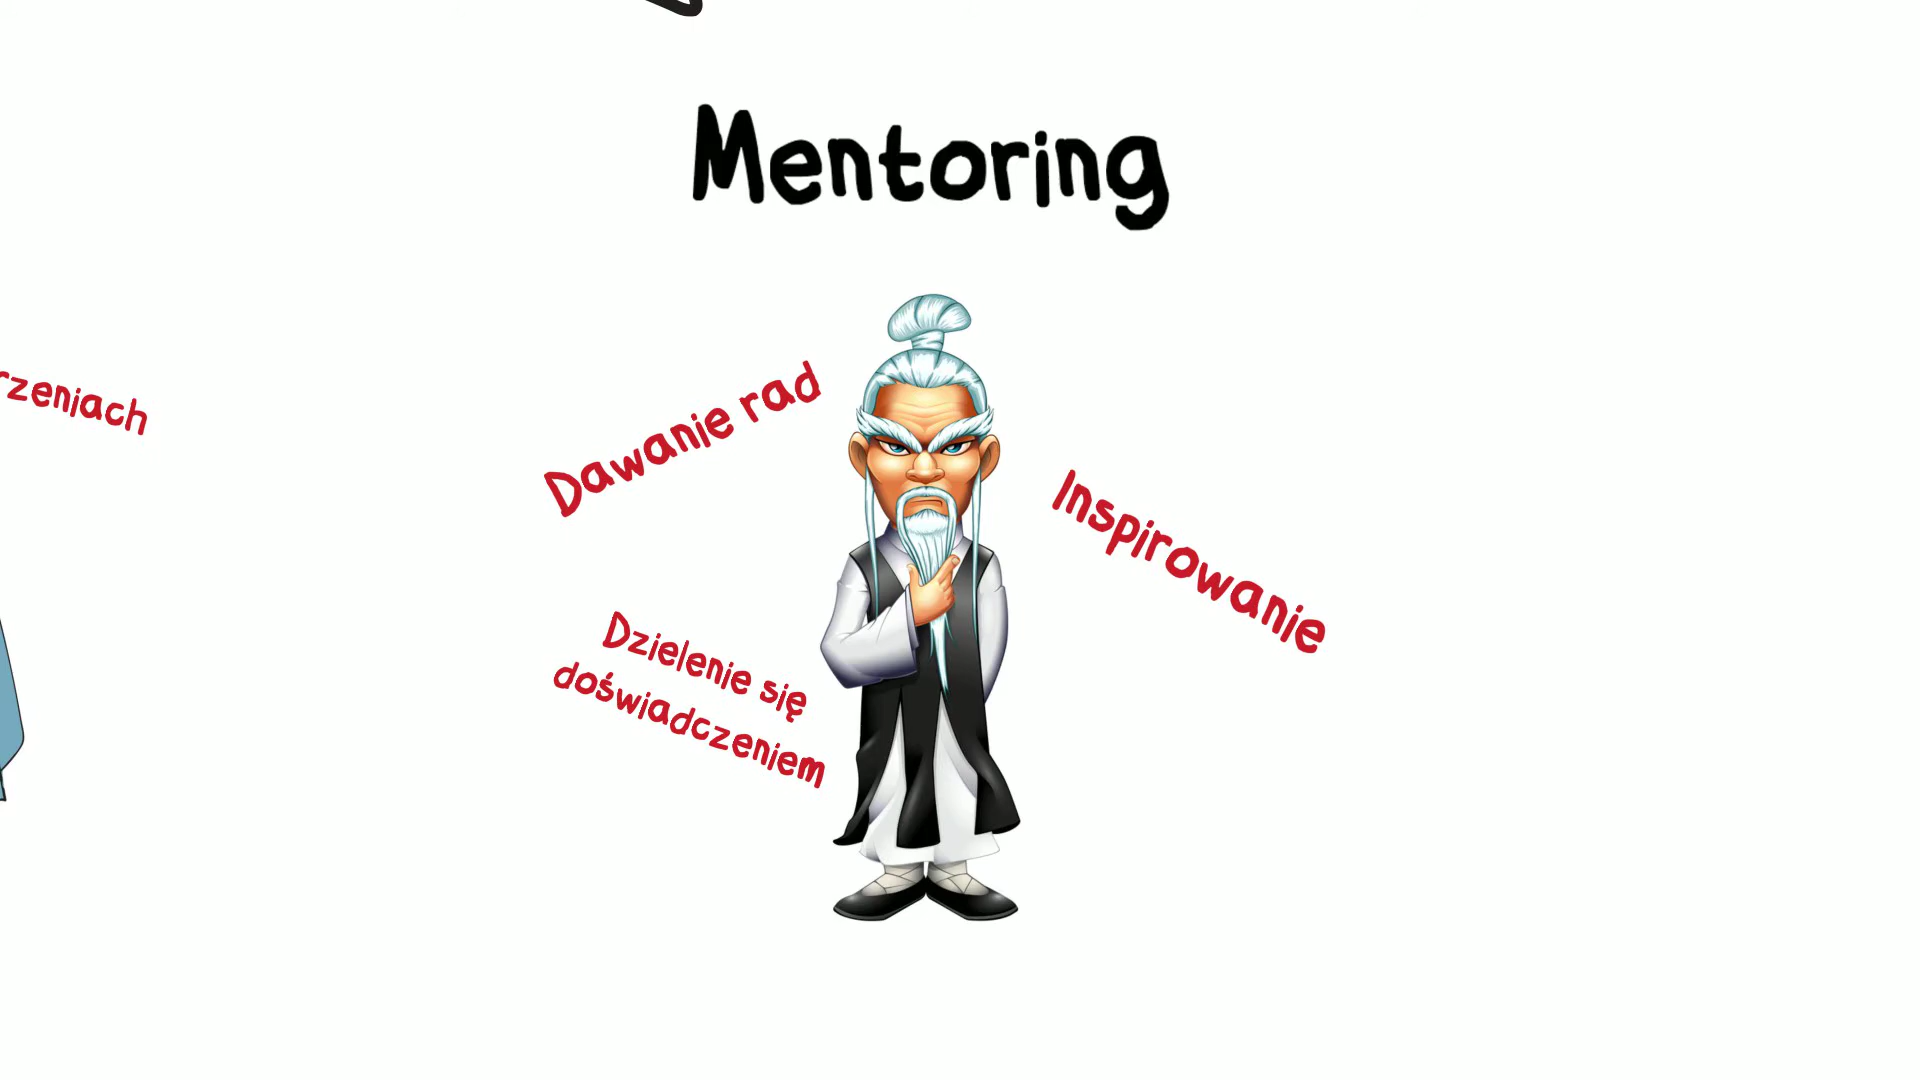 Mentoring
Dawanie rad
Inspirowanie
Dzielenie się
doświadczeniem